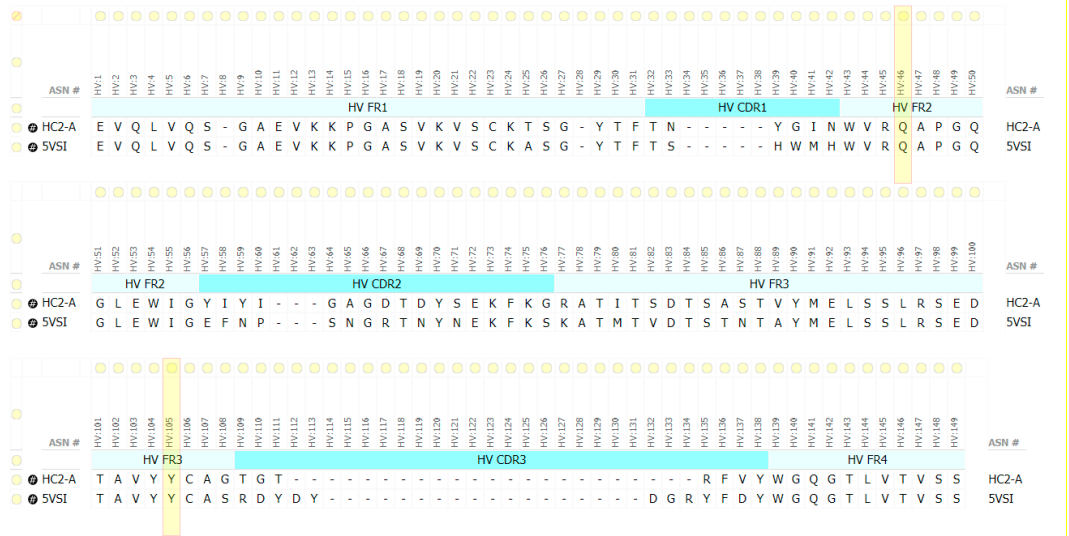 ASN # HV:1 HV:2 HV:3 HV:4 HV:5 HV:6 HV:7 HV:8 HV:9 HV:10 HV:11 HV:12 HV:13 HV:14 HV:15 HV:16 HV:17 HV:18 HV:19 HV:20 HV:21 HV:22 HV:23 HV:24 HV:25 HV:26 HV:27 HV:28 HV:29 HV:30 HV:31 HV:32 HV:33 HV:34 HV:35 HV:36 HV:37 HV:38 HV:39 HV:40 HV:41 HV:42 HV:43 HV:44 HV:45 HV:46 HV:47 HV:48 HV:49 HV:50 ASN #
HV FR1 HV CDR1 HV FR2
# HC2-A E V Q L V Q S - G A E V K K P G A S V K V S C K T S G - Y T F T N - - - - - Y G I N W V R Q A P G Q HC2-A
# 5VSI E V Q L V Q S - G A E V K K P G A S V K V S C K A S G - Y T F T S - - - - - H W M H W V R Q A P G Q 5VSI
ASN # HV:51 HV:52 HV:53 HV:54 HV:55 HV:56 HV:57 HV:58 HV:59 HV:60 HV:61 HV:62 HV:63 HV:64 HV:65 HV:66 HV:67 HV:68 HV:69 HV:70 HV:71 HV:72 HV:73 HV:74 HV:75 HV:76 HV:77 HV:78 HV:79 HV:80 HV:81 HV:82 HV:83 HV:84 HV:85 HV:86 HV:87 HV:88 HV:89 HV:90 HV:91 HV:92 HV:93 HV:94 HV:95 HV:96 HV:97 HV:98 HV:99 HV:100 ASN #
HV FR2 HV CDR2 HV FR3
# HC2-A G L E W I G Y I Y I - - - G A G D T D Y S E K F K G R A T I T S D T S A S T V Y M E L S S L R S E D HC2-A
# 5VSI G L E W I G E F N P - - - S N G R T N Y N E K F K S K A T M T V D T S T N T A Y M E L S S L R S E D 5VSI
ASN # HV:101 HV:102 HV:103 HV:104 HV:105 HV:106 HV:107 HV:108 HV:109 HV:110 HV:111 HV:112 HV:113 HV:114 HV:115 HV:116 HV:117 HV:118 HV:119 HV:120 HV:121 HV:122 HV:123 HV:124 HV:125 HV:126 HV:127 HV:128 HV:129 HV:130 HV:131 HV:132 HV:133 HV:134 HV:135 HV:136 HV:137 HV:138 HV:139 HV:140 HV:141 HV:142 HV:143 HV:144 HV:145 HV:146 HV:147 HV:148 HV:149 ASN #
HV FR3 HV CDR3 HV FR4
# HC2-A T A V Y Y C A G T G T - - - - - - - - - - - - - - - - - - - - - - - R F V Y W G Q G T L V T V S S HC2-A
# 5VSI T A V Y Y C A S R D Y D Y - - - - - - - - - - - - - - - - - - D G R Y F D Y W G Q G T L V T V S S 5VSI